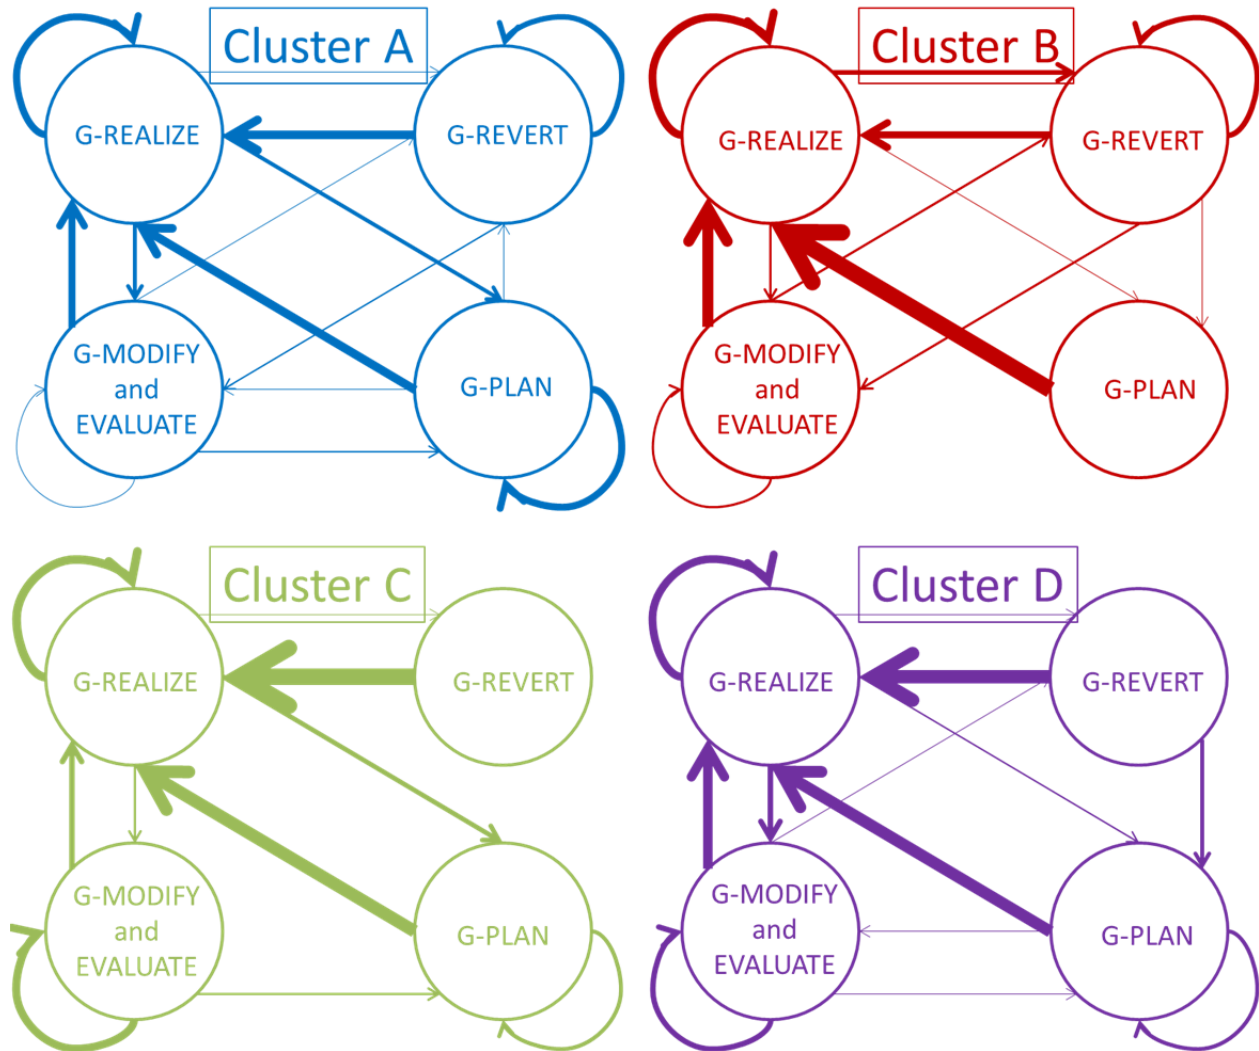 Cluster A
G-REALIZE
G-REVERT
G-MODIFY
and
EVALUATE
G-PLAN
Cluster B
G-REALIZE
G-REVERT
G-MODIFY
and
EVALUATE
G-PLAN
Cluster C
G-REALIZE
G-REVERT
G-MODIFY
and
EVALUATE
G-PLAN
Cluster D
G-REALIZE
G-REVERT
G-MODIFY
and
EVALUATE
G-PLAN